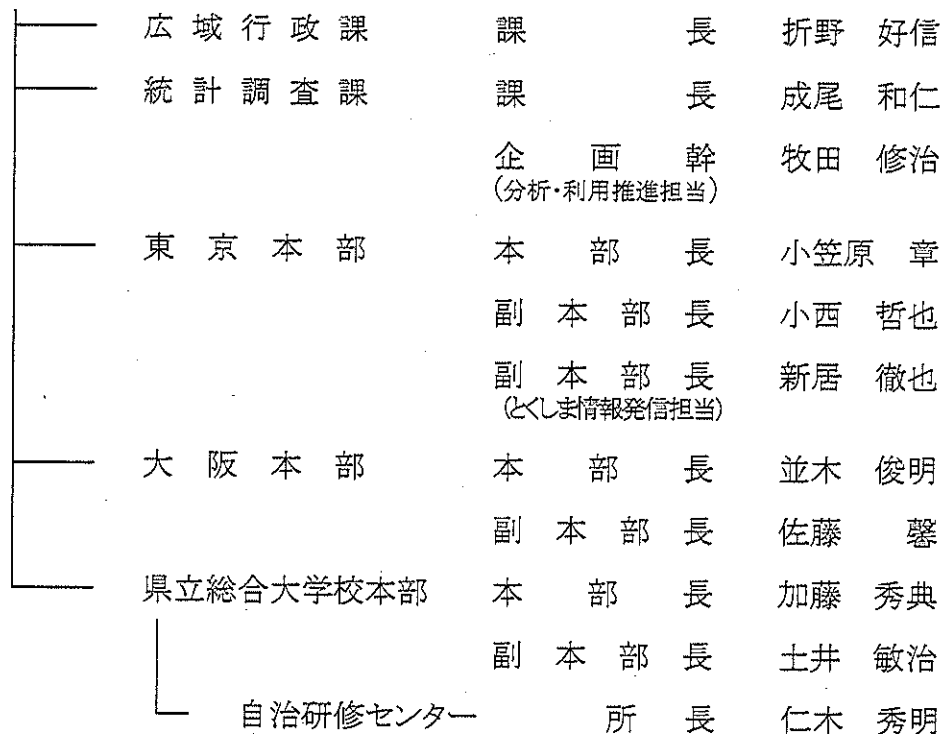 広域行政課 課長 折野 好信
統計調査課 課長 成尾 和仁
企画幹 牧田 修治
(分析・利用推進担当)
東京本部 本部長 小笠原 章
副本部長 小西 哲也
副本部長 新居 徹也
(とくしま情報発信担当)
大阪本部 本部長 並木 俊明
副本部長 佐藤 馨
県立総合大学校本部 本部長 加藤 秀典
副本部長 土井 敏治
自治研修センター 所長 仁木 秀明